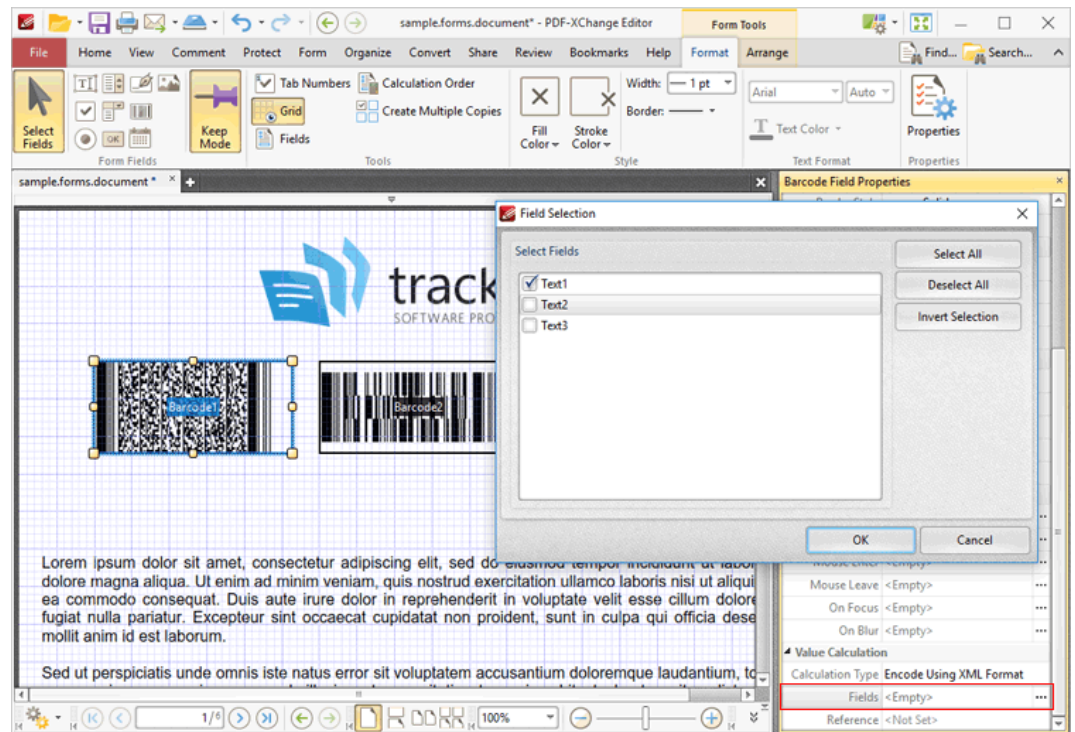 sample.forms.document* - PDF-XChange Editor
Form Tools
File Home View Comment Protect Form Organize Convert Share Review Bookmarks Help Format Arrange Find... Search...
Select Fields
OK
Form Fields
Keep Mode
Tab Numbers
Grid
Fields
Calculation Order
Create Multiple Copies
Tools
Fill Color
Stroke Color
Width: 1 pt
Border:
Style
Arial Auto
Text Color
Text Format
Properties
Properties
sample.forms.document *
Barcode Field Properties
track
SOFTWARE PRO
Barcode1
Barcode2
Field Selection
Select Fields
Text1
Text2
Text3
Select All
Deselect All
Invert Selection
OK Cancel
Lorem ipsum dolor sit amet, consectetur adipiscing elit, sed do eiusmod tempor incididunt ut labor
dolore magna aliqua. Ut enim ad minim veniam, quis nostrud exercitation ullamco laboris nisi ut aliqui
ea commodo consequat. Duis aute irure dolor in reprehenderit in voluptate velit esse cillum dolore
fugiat nulla pariatur. Excepteur sint occaecat cupidatat non proident, sunt in culpa qui officia dese
mollit anim id est laborum.
Sed ut perspiciatis unde omnis iste natus error sit voluptatem accusantium doloremque laudantium, to
Mouse Enter <Empty>
Mouse Leave <Empty>
On Focus <Empty>
On Blur <Empty>
Value Calculation
Calculation Type Encode Using XML Format
Fields <Empty>
Reference <Not Set>
1/6
100%